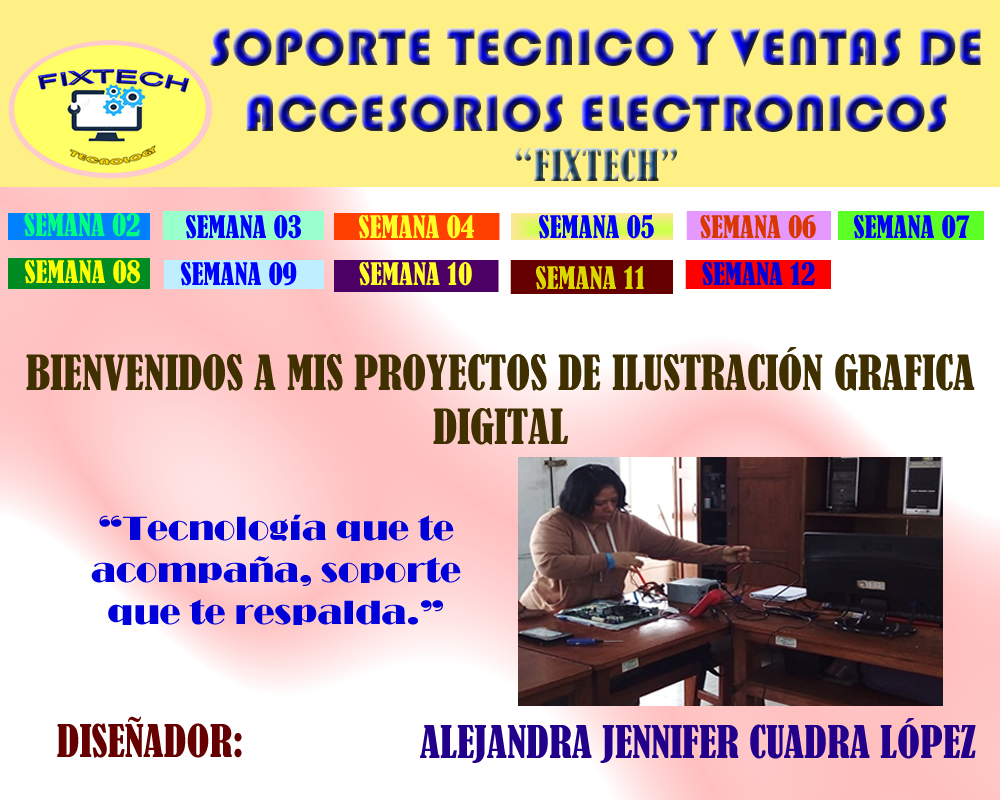 FIXTECH
TECNOLOGY
SOPORTE TECNICO Y VENTAS DE
ACCESORIOS ELECTRONICOS
“FIXTECH”
SEMANA 02
SEMANA 03
SEMANA 04
SEMANA 05
SEMANA 06
SEMANA 07
SEMANA 08
SEMANA 09
SEMANA 10
SEMANA 11
SEMANA 12
BIENVENIDOS A MIS PROYECTOS DE ILUSTRACIÓN GRAFICA
DIGITAL
“Tecnología que te
acompaña, soporte
que te respalda.”
DISEÑADOR:
ALEJANDRA JENNIFER CUADRA LÓPEZ